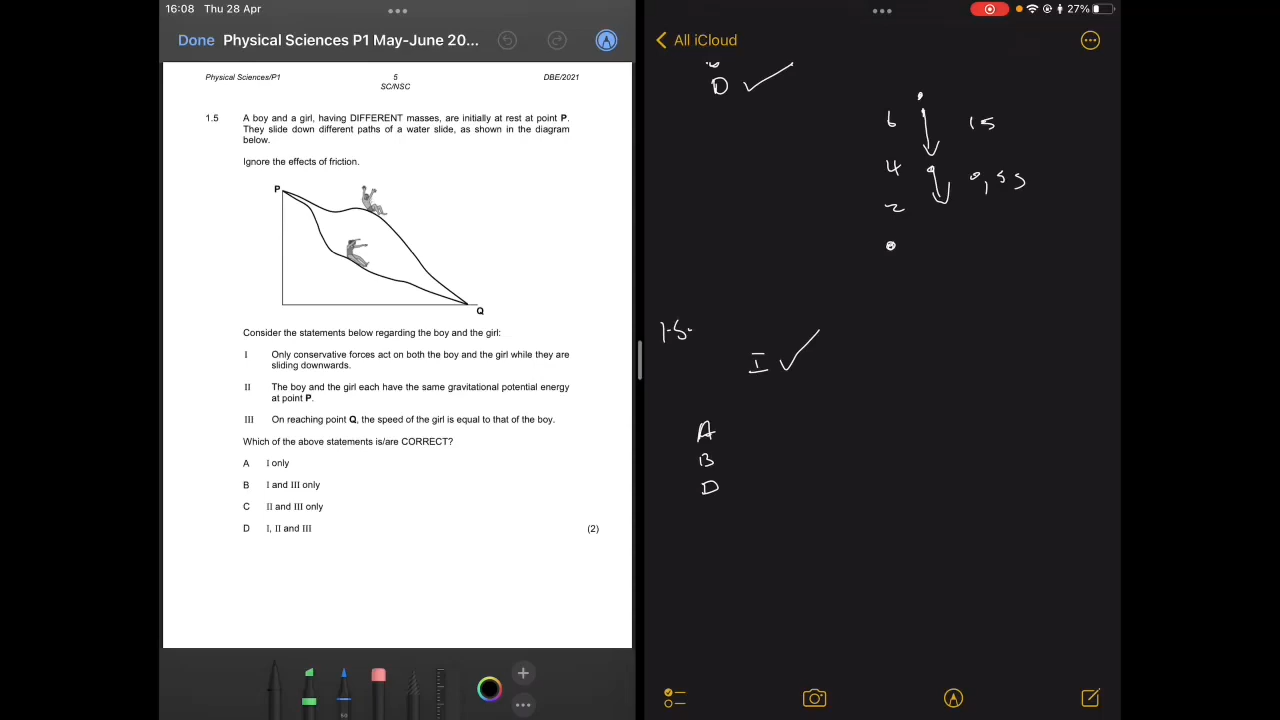 16:08 Thu 28 Apr
27%
Done Physical Sciences P1 May-June 20...
All iCloud
Physical Sciences/P1 5 DBE/2021
SC/NSC
1.5 A boy and a girl, having DIFFERENT masses, are initially at rest at point P.
They slide down different paths of a water slide, as shown in the diagram
below.
Ignore the effects of friction.
P
Q
Consider the statements below regarding the boy and the girl:
I Only conservative forces act on both the boy and the girl while they are
sliding downwards.
II The boy and the girl each have the same gravitational potential energy
at point P.
III On reaching point Q, the speed of the girl is equal to that of the boy.
Which of the above statements is/are CORRECT?
A I only
B I and III only
C II and III only
D I, II and III (2)
D
6 1s
4 0,5s
2
1.5.
I
A
B
D